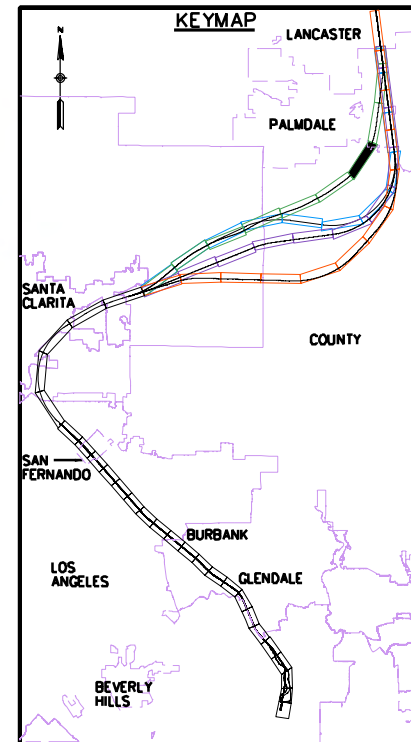 KEYMAP
LANCASTER
N
PALMDALE
SANTA
CLARITA
COUNTY
SAN
FERNANDO
BURBANK
LOS
ANGELES
GLENDALE
BEVERLY
HILLS